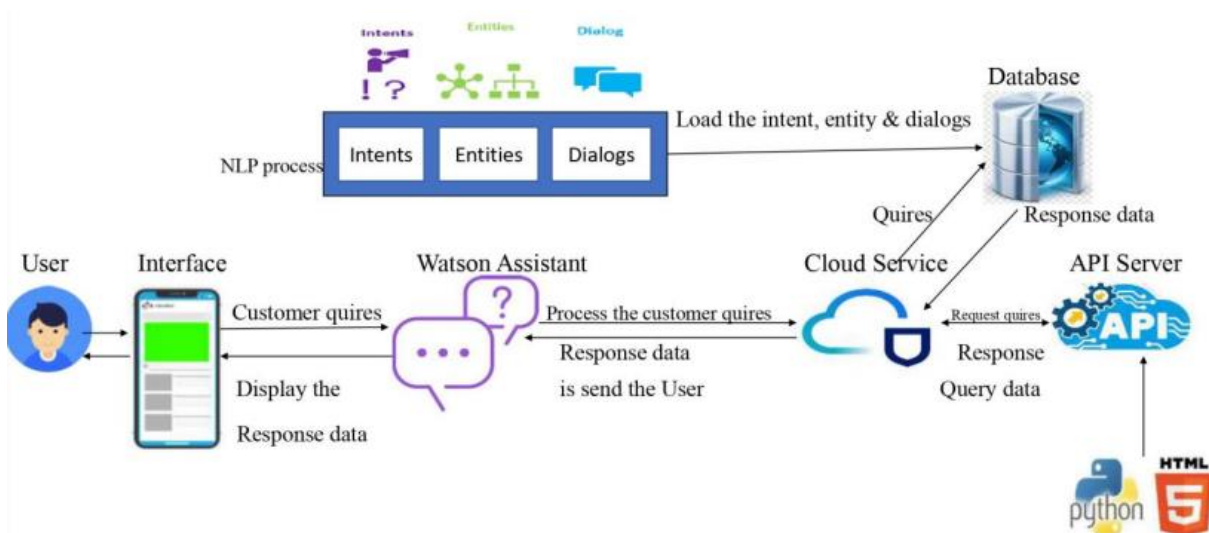 Intents
Entities
Dialog
! ?
Database
Load the intent, entity & dialogs
NLP process
Intents
Entities
Dialogs
Quires
Response data
User
Interface
Watson Assistant
Cloud Service
API Server
?
Customer quires
Process the customer quires
Request quires
API
Response data
is send the User
Response
Query data
Display the
Response data
python
HTML
5